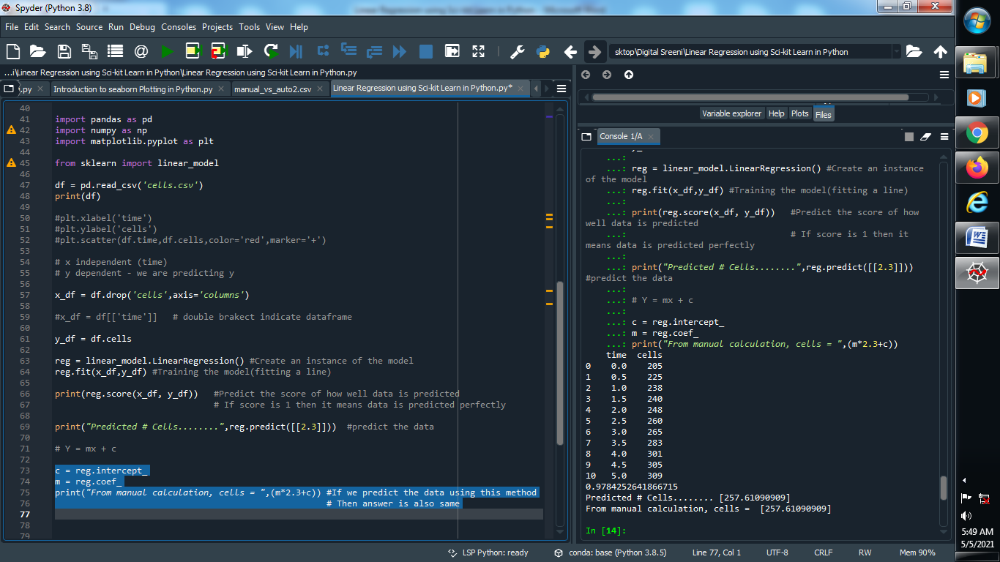 Spyder (Python 3.8)
File Edit Search Source Run Debug Consoles Projects Tools View Help
sktop\Digital Sreeni\Linear Regression using Sci-kit Learn in Python
...i\Linear Regression using Sci-kit Learn in Python\Linear Regression using Sci-kit Learn in Python.py
.py Introduction to seaborn Plotting in Python.py manual_vs_auto2.csv Linear Regression using Sci-kit Learn in Python.py*
40
41 import pandas as pd
42 import numpy as np
43 import matplotlib.pyplot as plt
44
45 from sklearn import linear_model
46
47 df = pd.read_csv('cells.csv')
48 print(df)
49
50 #plt.xlabel('time')
51 #plt.ylabel('cells')
52 #plt.scatter(df.time,df.cells,color='red',marker='+')
53
54 # x independent (time)
55 # y dependent - we are predicting y
56
57 x_df = df.drop('cells',axis='columns')
58
59 #x_df = df[['time']]   # double brakect indicate dataframe
60
61 y_df = df.cells
62
63 reg = linear_model.LinearRegression() #Create an instance of the model
64 reg.fit(x_df,y_df) #Training the model(fitting a line)
65
66 print(reg.score(x_df, y_df))   #Predict the score of how well data is predicted
67 # If score is 1 then it means data is predicted perfectly
68
69 print("Predicted # Cells........",reg.predict([[2.3]]))  #predict the data
70
71 # Y = mx + c
72
73 c = reg.intercept_
74 m = reg.coef_
75 print("From manual calculation, cells = ",(m*2.3+c)) #If we predict the data using this method
76 # Then answer is also same
77
78
79
Variable explorer Help Plots Files
Console 1/A
...:
...: reg = linear_model.LinearRegression() #Create an instance
of the model
...: reg.fit(x_df,y_df) #Training the model(fitting a line)
...:
...: print(reg.score(x_df, y_df))   #Predict the score of how
well data is predicted
...: # If score is 1 then it
means data is predicted perfectly
...:
...: print("Predicted # Cells........",reg.predict([[2.3]]))
#predict the data
...:
...: # Y = mx + c
...:
...: c = reg.intercept_
...: m = reg.coef_
...: print("From manual calculation, cells = ",(m*2.3+c))
time cells
0 0.0 205
1 0.5 225
2 1.0 238
3 1.5 240
4 2.0 248
5 2.5 260
6 3.0 265
7 3.5 283
8 4.0 301
9 4.5 305
10 5.0 309
0.9784252641866715
Predicted # Cells........ [257.61090909]
From manual calculation, cells =  [257.61090909]
In [14]:
LSP Python: ready conda: base (Python 3.8.5) Line 77, Col 1 UTF-8 CRLF RW Mem 90%
5:49 AM
5/5/2021